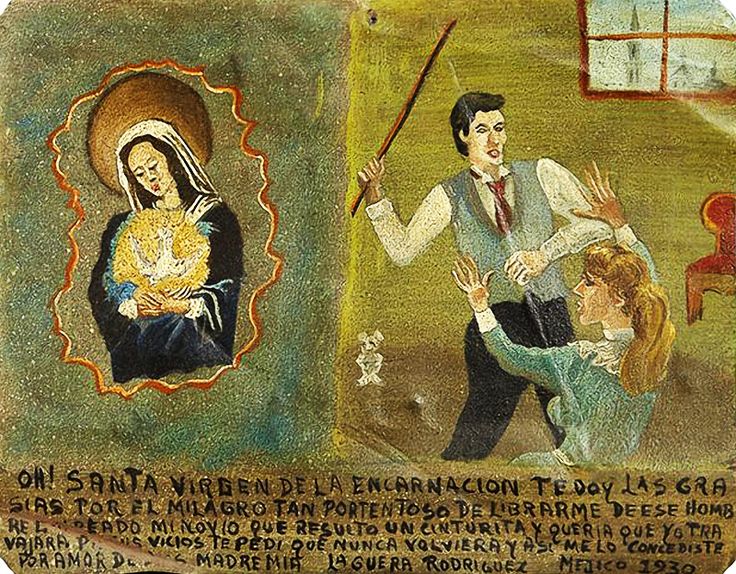 OH! SANTA VIRGEN DE LA ENCARNACION TE DOY LAS GRA
SIAS POR EL MILAGRO TAN PORTENTOSO DE LIBRARME DE ESE HOMB
RE MI NOVIO QUE RESULTO UN CINTURITA Y QUERIA QUE YO TRA
VAJARA VICIOS TE PEDI QUE NUNCA VOLVIERA Y ASI ME LO CONCEDISTE
POR AMOR MADRE MIA LA GUERA RODRIGUEZ MEJICO 1930